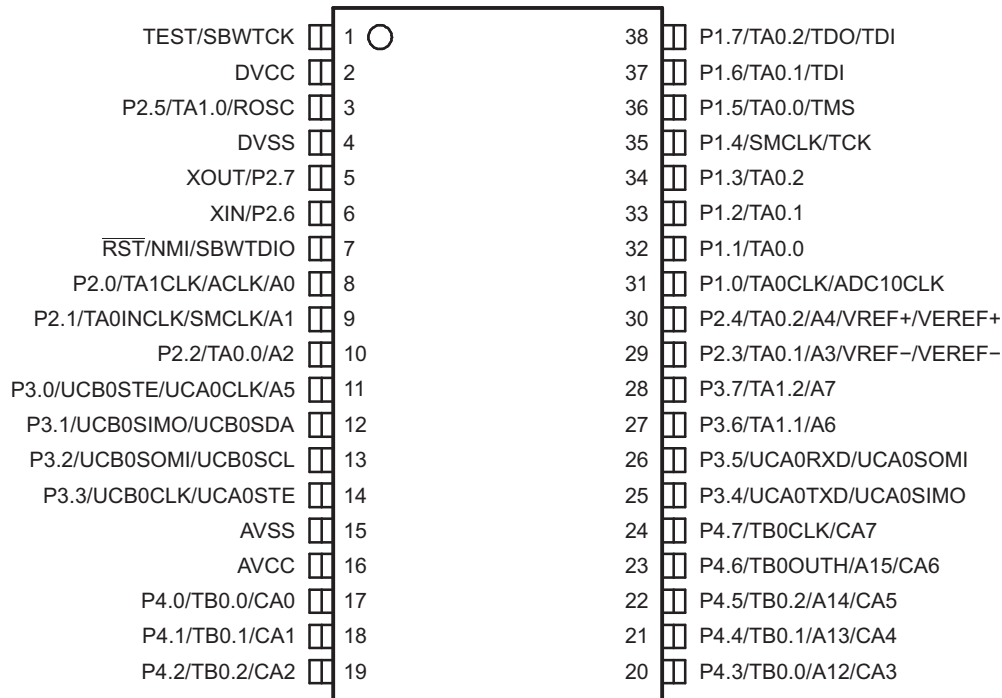 TEST/SBWTCK 1 38 P1.7/TA0.2/TDO/TDI
DVCC 2 37 P1.6/TA0.1/TDI
P2.5/TA1.0/ROSC 3 36 P1.5/TA0.0/TMS
DVSS 4 35 P1.4/SMCLK/TCK
XOUT/P2.7 5 34 P1.3/TA0.2
XIN/P2.6 6 33 P1.2/TA0.1
RST/NMI/SBWTDIO 7 32 P1.1/TA0.0
P2.0/TA1CLK/ACLK/A0 8 31 P1.0/TA0CLK/ADC10CLK
P2.1/TA0INCLK/SMCLK/A1 9 30 P2.4/TA0.2/A4/VREF+/VEREF+
P2.2/TA0.0/A2 10 29 P2.3/TA0.1/A3/VREF−/VEREF−
P3.0/UCB0STE/UCA0CLK/A5 11 28 P3.7/TA1.2/A7
P3.1/UCB0SIMO/UCB0SDA 12 27 P3.6/TA1.1/A6
P3.2/UCB0SOMI/UCB0SCL 13 26 P3.5/UCA0RXD/UCA0SOMI
P3.3/UCB0CLK/UCA0STE 14 25 P3.4/UCA0TXD/UCA0SIMO
AVSS 15 24 P4.7/TB0CLK/CA7
AVCC 16 23 P4.6/TB0OUTH/A15/CA6
P4.0/TB0.0/CA0 17 22 P4.5/TB0.2/A14/CA5
P4.1/TB0.1/CA1 18 21 P4.4/TB0.1/A13/CA4
P4.2/TB0.2/CA2 19 20 P4.3/TB0.0/A12/CA3